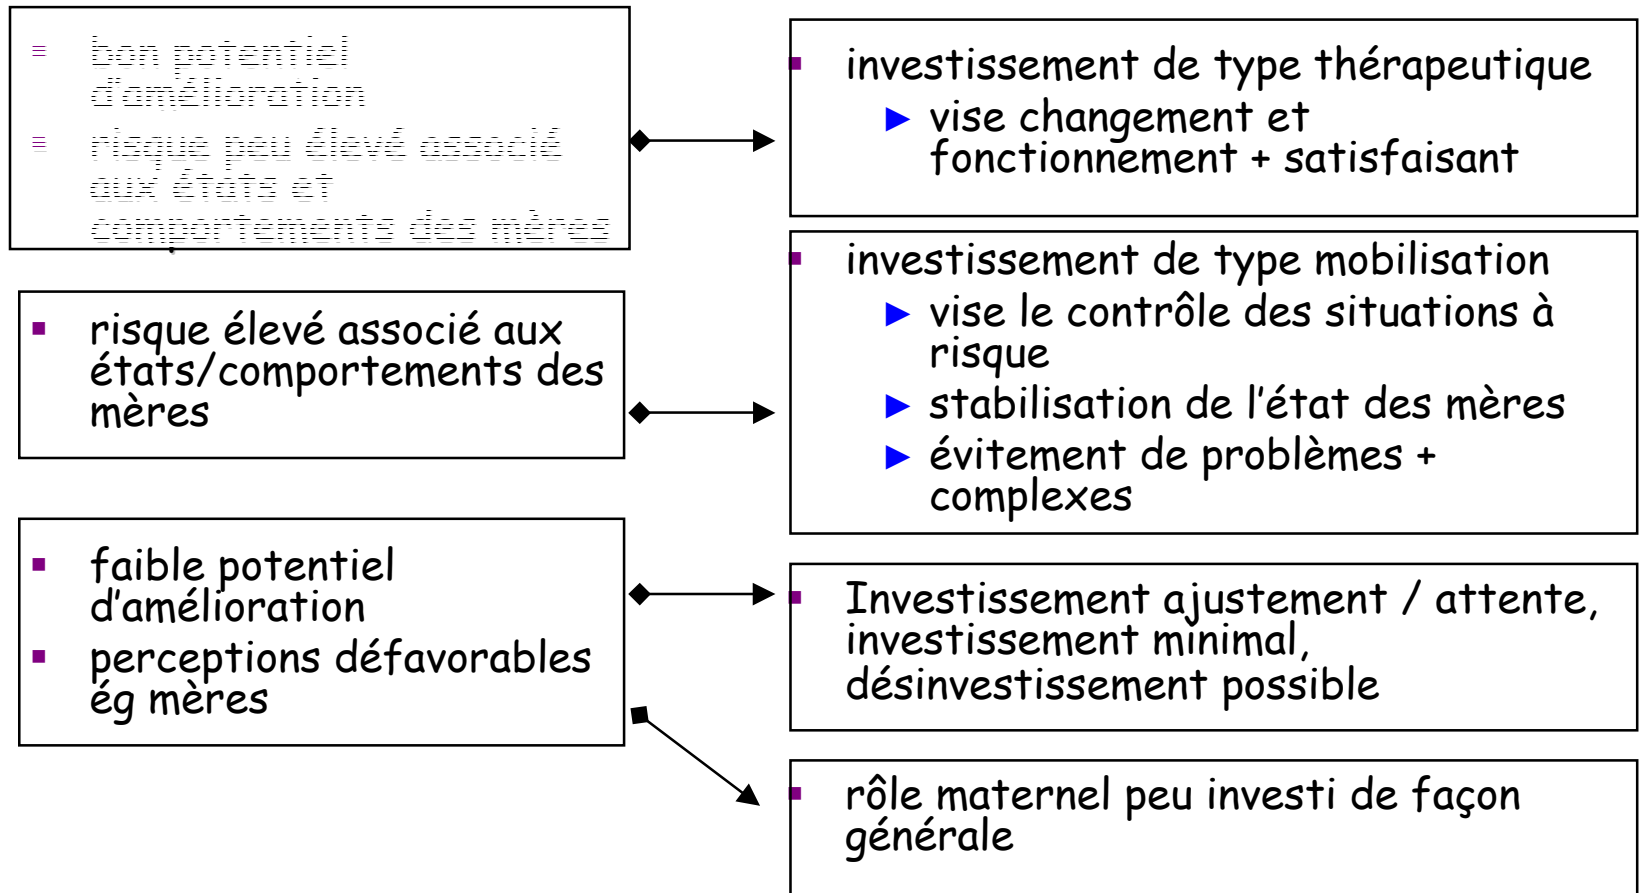 bon potentiel
d'amélioration
risque peu élevé associé
aux états et
comportements des mères
investissement de type thérapeutique
► vise changement et
fonctionnement + satisfaisant
risque élevé associé aux
états/comportements des
mères
investissement de type mobilisation
► vise le contrôle des situations à
risque
► stabilisation de l'état des mères
► évitement de problèmes +
complexes
faible potentiel
d'amélioration
perceptions défavorables
ég mères
Investissement ajustement / attente,
investissement minimal,
désinvestissement possible
rôle maternel peu investi de façon
générale